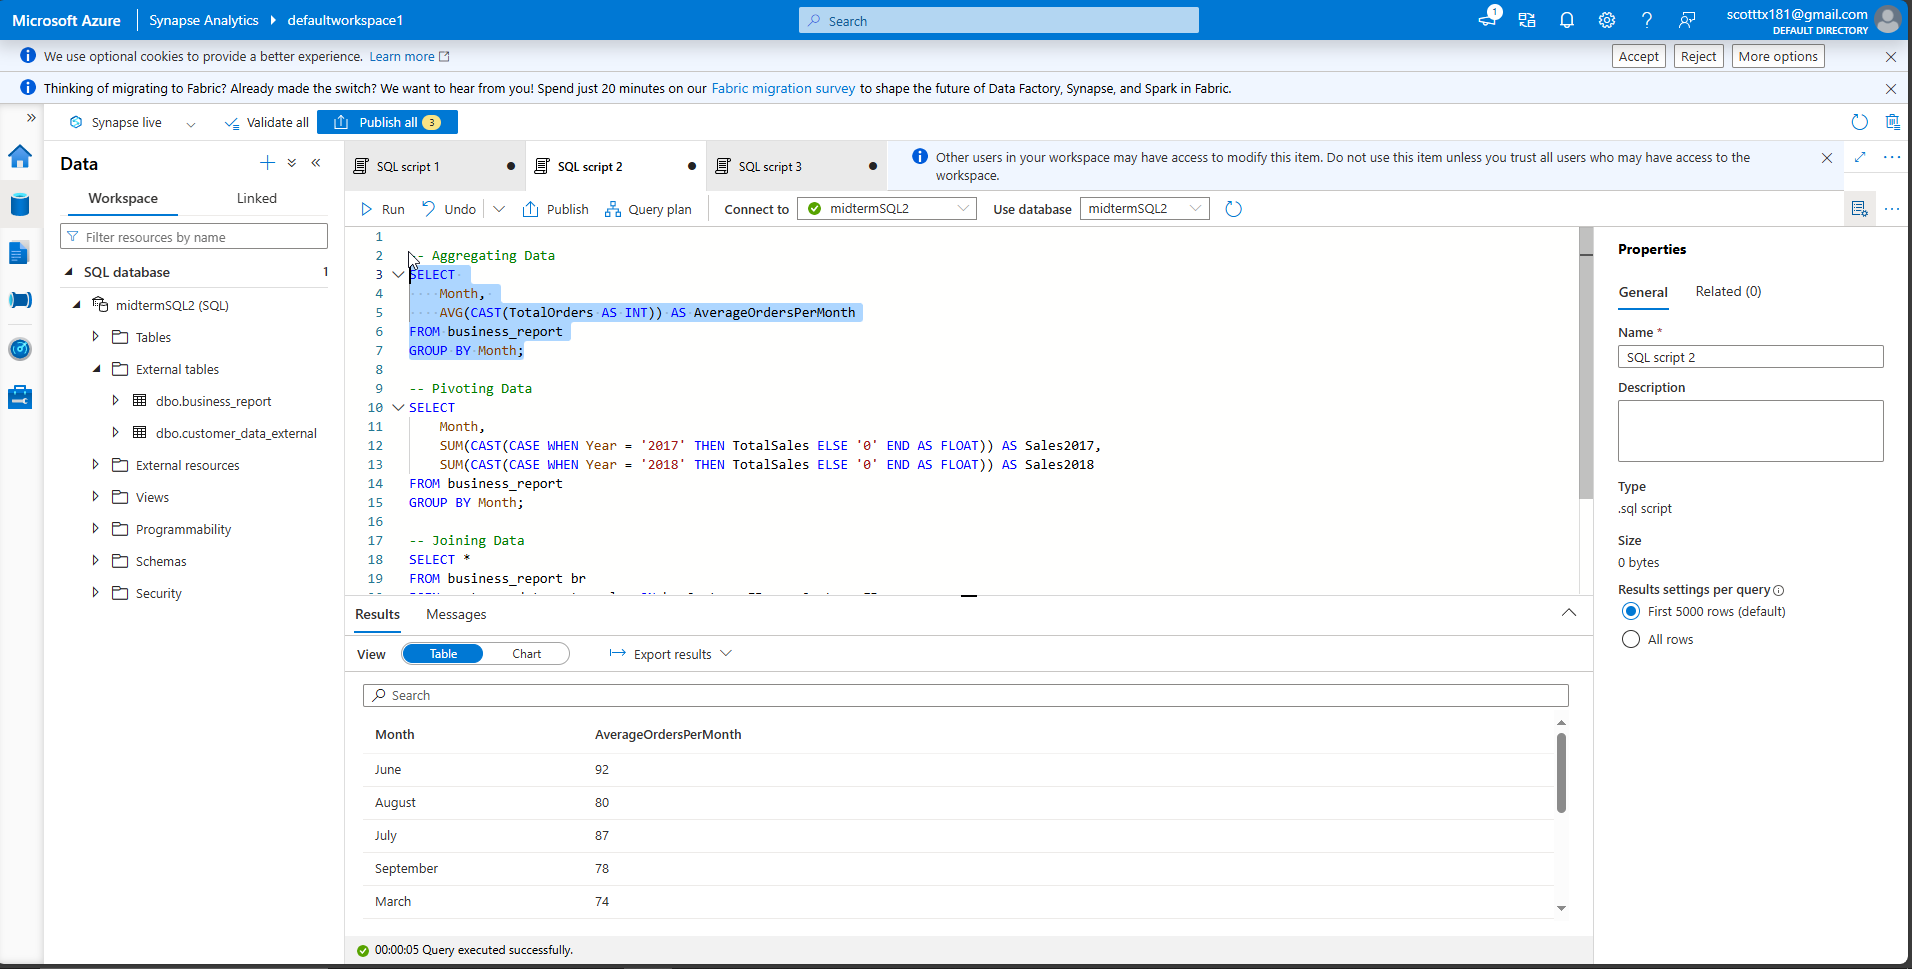 Microsoft Azure
Synapse Analytics
defaultworkspace1
Search
1
scotttx181@gmail.com
DEFAULT DIRECTORY
We use optional cookies to provide a better experience. Learn more
Accept
Reject
More options
Thinking of migrating to Fabric? Already made the switch? We want to hear from you! Spend just 20 minutes on our Fabric migration survey to shape the future of Data Factory, Synapse, and Spark in Fabric.
Synapse live
Validate all
Publish all 3
Data
Workspace
Linked
Filter resources by name
SQL database 1
midtermSQL2 (SQL)
Tables
External tables
dbo.business_report
dbo.customer_data_external
External resources
Views
Programmability
Schemas
Security
SQL script 1
SQL script 2
SQL script 3
Other users in your workspace may have access to modify this item. Do not use this item unless you trust all users who may have access to the
workspace.
Run
Undo
Publish
Query plan
Connect to
midtermSQL2
Use database
midtermSQL2
1
2 - Aggregating Data
3 SELECT
4 Month,
5 AVG(CAST(TotalOrders AS INT)) AS AverageOrdersPerMonth
6 FROM business_report
7 GROUP BY Month;
8
9 -- Pivoting Data
10 SELECT
11 Month,
12 SUM(CAST(CASE WHEN Year = '2017' THEN TotalSales ELSE '0' END AS FLOAT)) AS Sales2017,
13 SUM(CAST(CASE WHEN Year = '2018' THEN TotalSales ELSE '0' END AS FLOAT)) AS Sales2018
14 FROM business_report
15 GROUP BY Month;
16
17 -- Joining Data
18 SELECT *
19 FROM business_report br
Results
Messages
View
Table
Chart
Export results
Search
Month AverageOrdersPerMonth
June 92
August 80
July 87
September 78
March 74
00:00:05 Query executed successfully.
Properties
General
Related (0)
Name *
SQL script 2
Description
Type
.sql script
Size
0 bytes
Results settings per query
First 5000 rows (default)
All rows